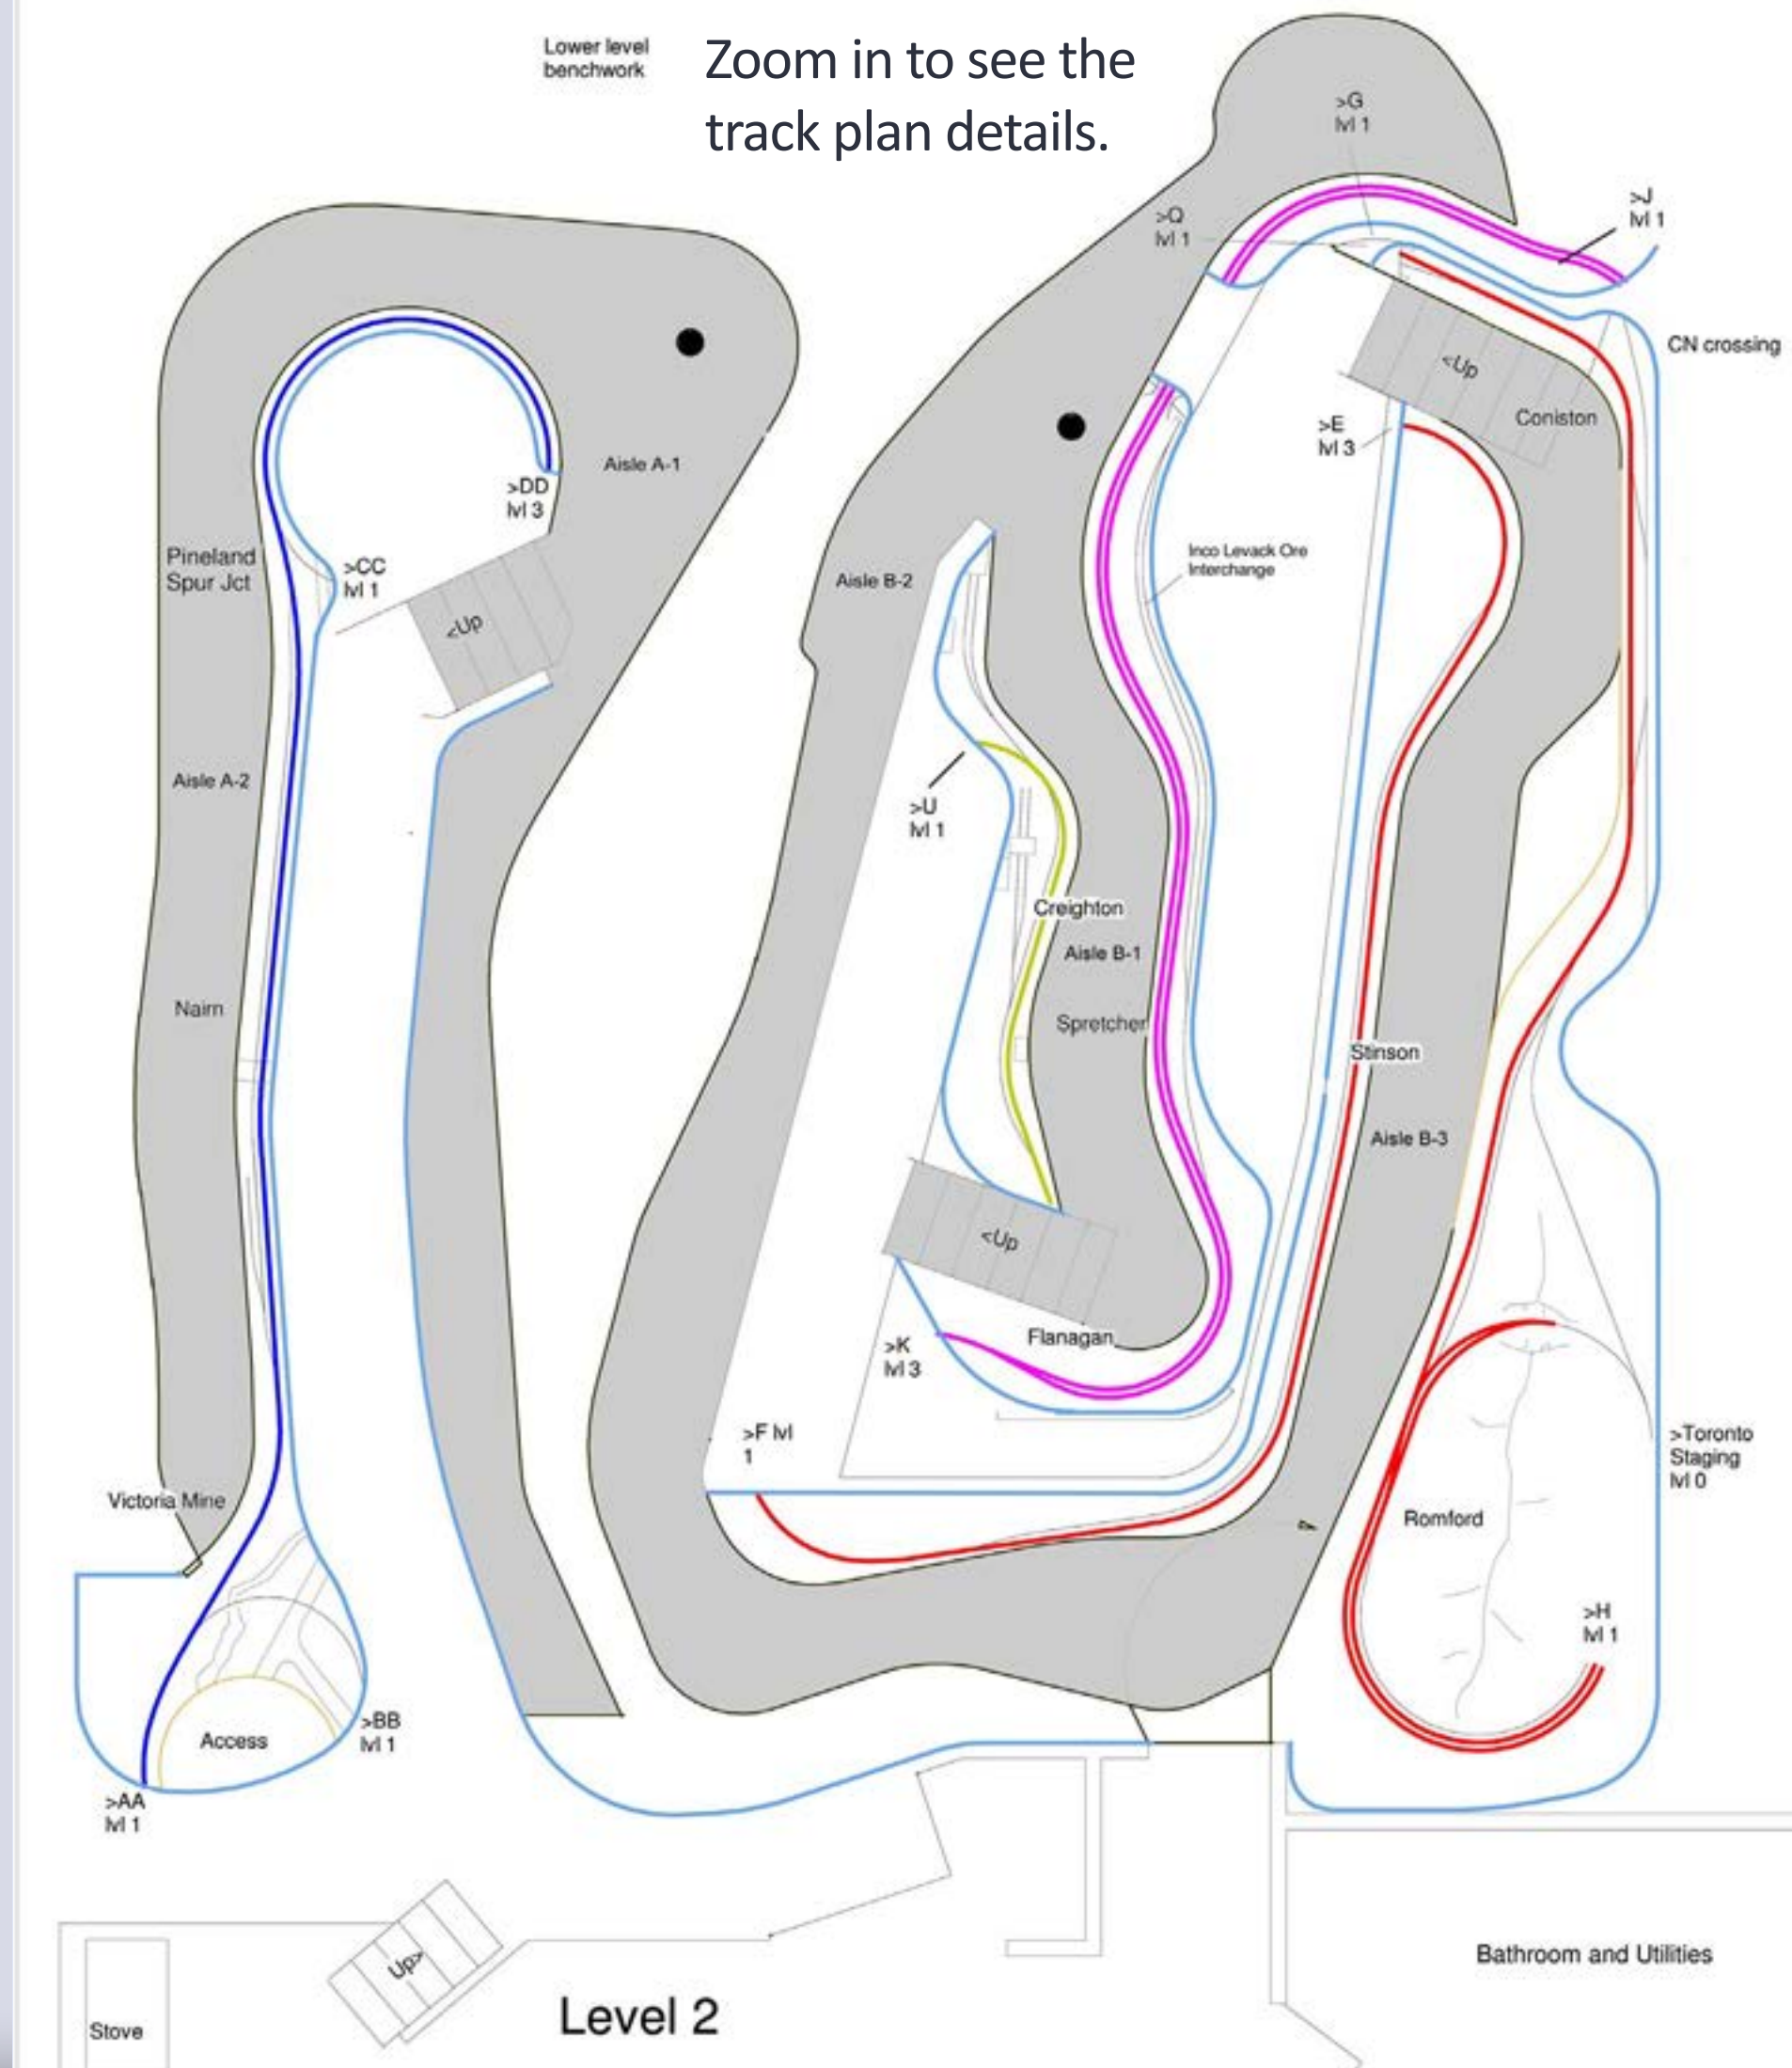 Lower level
benchwork
Zoom in to see the
track plan details.
>G
lvl 1
>J
lvl 1
>Q
lvl 1
CN crossing
<Up
Coniston
>E
lvl 3
Aisle A-1
>DD
lvl 3
Pineland
Spur Jct
>CC
lvl 1
<Up
Inco Levack Ore
Interchange
Aisle B-2
Aisle A-2
>U
lvl 1
Creighton
Aisle B-1
Nairn
Spretcher
Stinson
Aisle B-3
<Up
Flanagan
>K
lvl 3
>F lvl
1
>Toronto
Staging
lvl 0
Victoria Mine
Romford
>H
lvl 1
Access
>BB
lvl 1
>AA
lvl 1
Up>
Bathroom and Utilities
Level 2
Stove